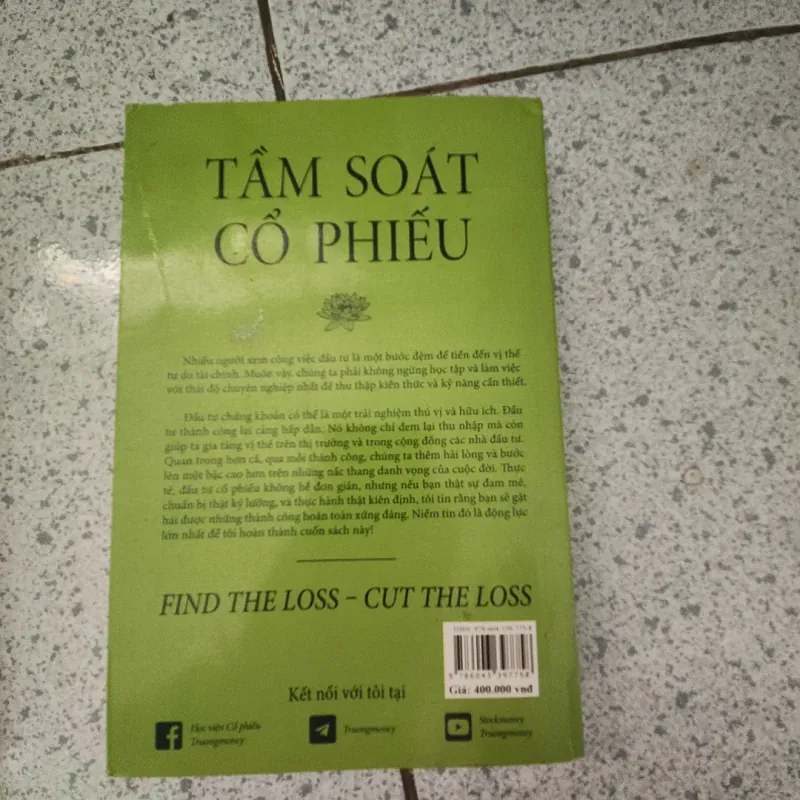 TẦM SOÁT
CỔ PHIẾU
Nhiều người xem công việc đầu tư là một bước đệm để tiến đến vị thế
tự do tài chính. Muốn vậy, chúng ta phải không ngừng học tập và làm việc
với thái độ chuyên nghiệp nhất để thu thập kiến thức và kỹ năng cần thiết.
Đầu tư chứng khoán có thể là một trải nghiệm thú vị và hữu ích. Đầu
tư thành công lại càng hấp dẫn. Nó không chỉ đem lại thu nhập mà còn
giúp ta gia tăng vị thế trên thị trường và trong cộng đồng các nhà đầu tư.
Quan trọng hơn cả, qua mỗi thành công, chúng ta thêm hài lòng và bước
lên một bậc cao hơn trên những nấc thang danh vọng của cuộc đời. Thực
tế, đầu tư cổ phiếu không hề đơn giản, nhưng nếu bạn thật sự đam mê,
chuẩn bị thật kỹ lưỡng, và thực hành thật kiên định, tôi tin rằng bạn sẽ gặt
hái được những thành công hoàn toàn xứng đáng. Niềm tin đó là động lực
lớn nhất để tôi hoàn thành cuốn sách này!
FIND THE LOSS – CUT THE LOSS
ISBN: 978-604-339-775-8
9 786043 397758
Giá: 400.000 vnđ
Kết nối với tôi tại
Học viện Cổ phiếu
Truongmoney
Truongmoney
Stockmoney
Truongmoney